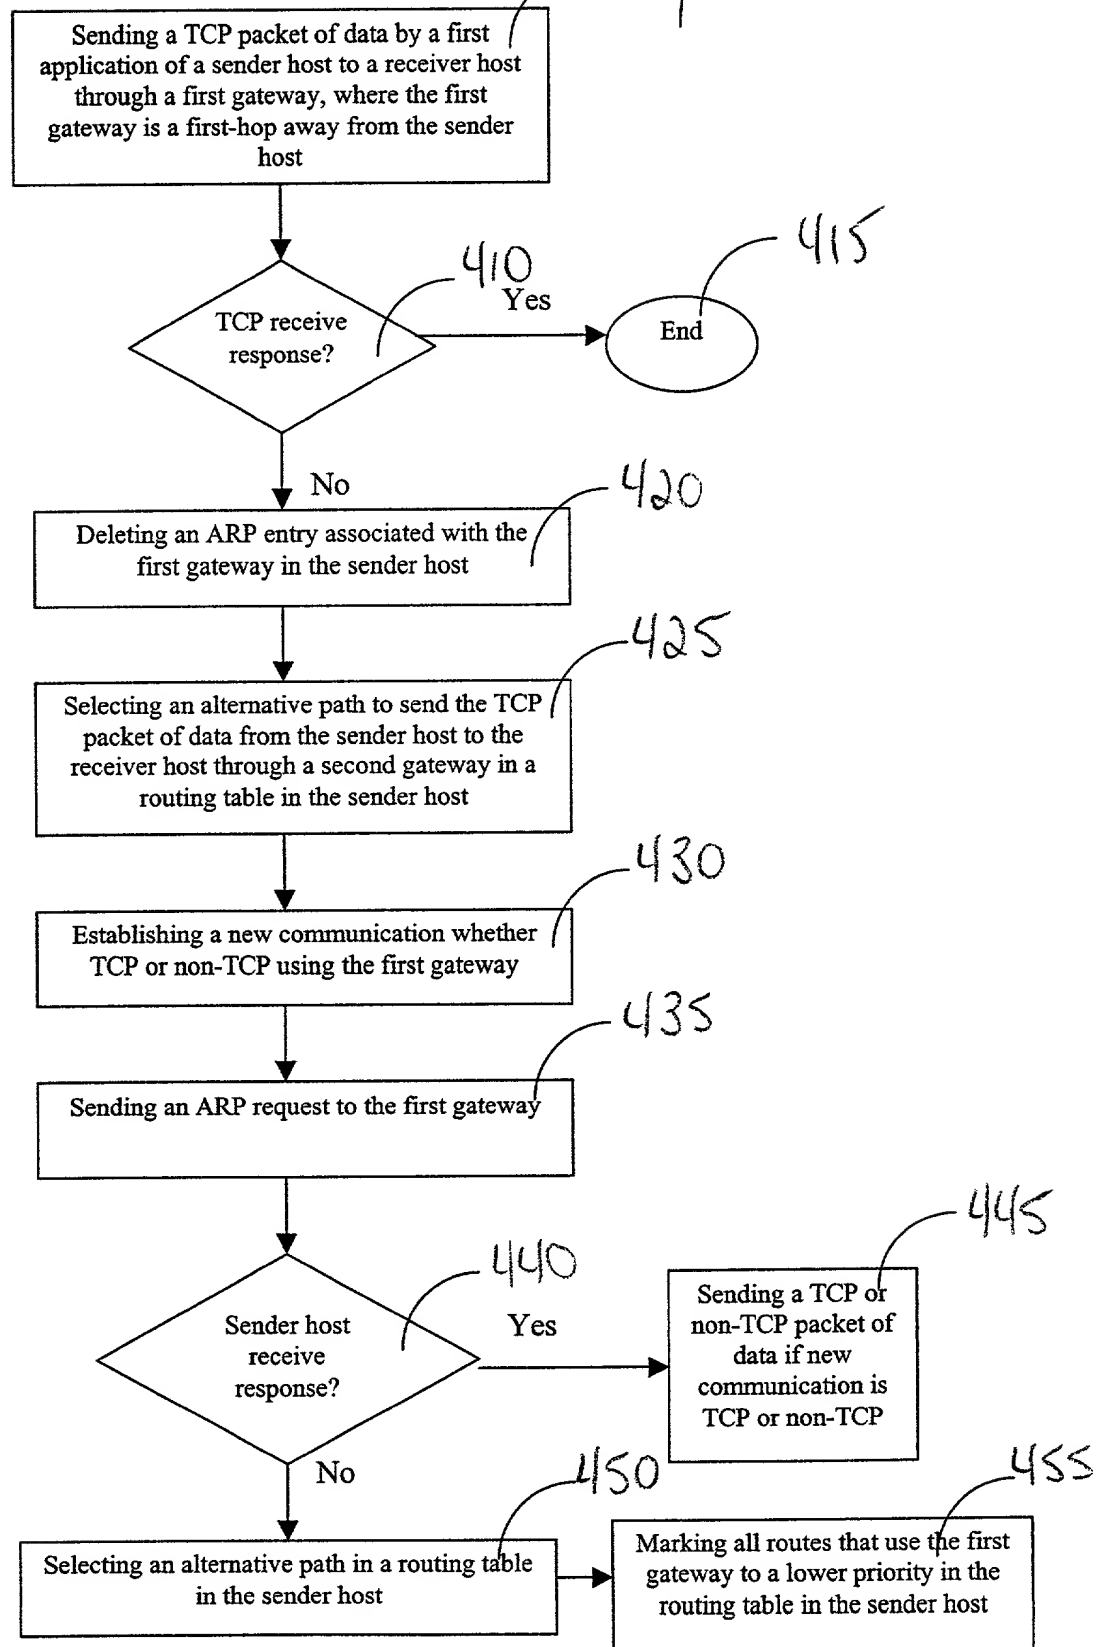 Sending a TCP packet of data by a first
application of a sender host to a receiver host
through a first gateway, where the first
gateway is a first-hop away from the sender
host
410
415
Yes
TCP receive
response?
End
No
420
Deleting an ARP entry associated with the
first gateway in the sender host
425
Selecting an alternative path to send the TCP
packet of data from the sender host to the
receiver host through a second gateway in a
routing table in the sender host
430
Establishing a new communication whether
TCP or non-TCP using the first gateway
435
Sending an ARP request to the first gateway
440
445
Sender host
receive
response?
Yes
Sending a TCP or
non-TCP packet of
data if new
communication is
TCP or non-TCP
No
450
455
Selecting an alternative path in a routing table
in the sender host
Marking all routes that use the first
gateway to a lower priority in the
routing table in the sender host